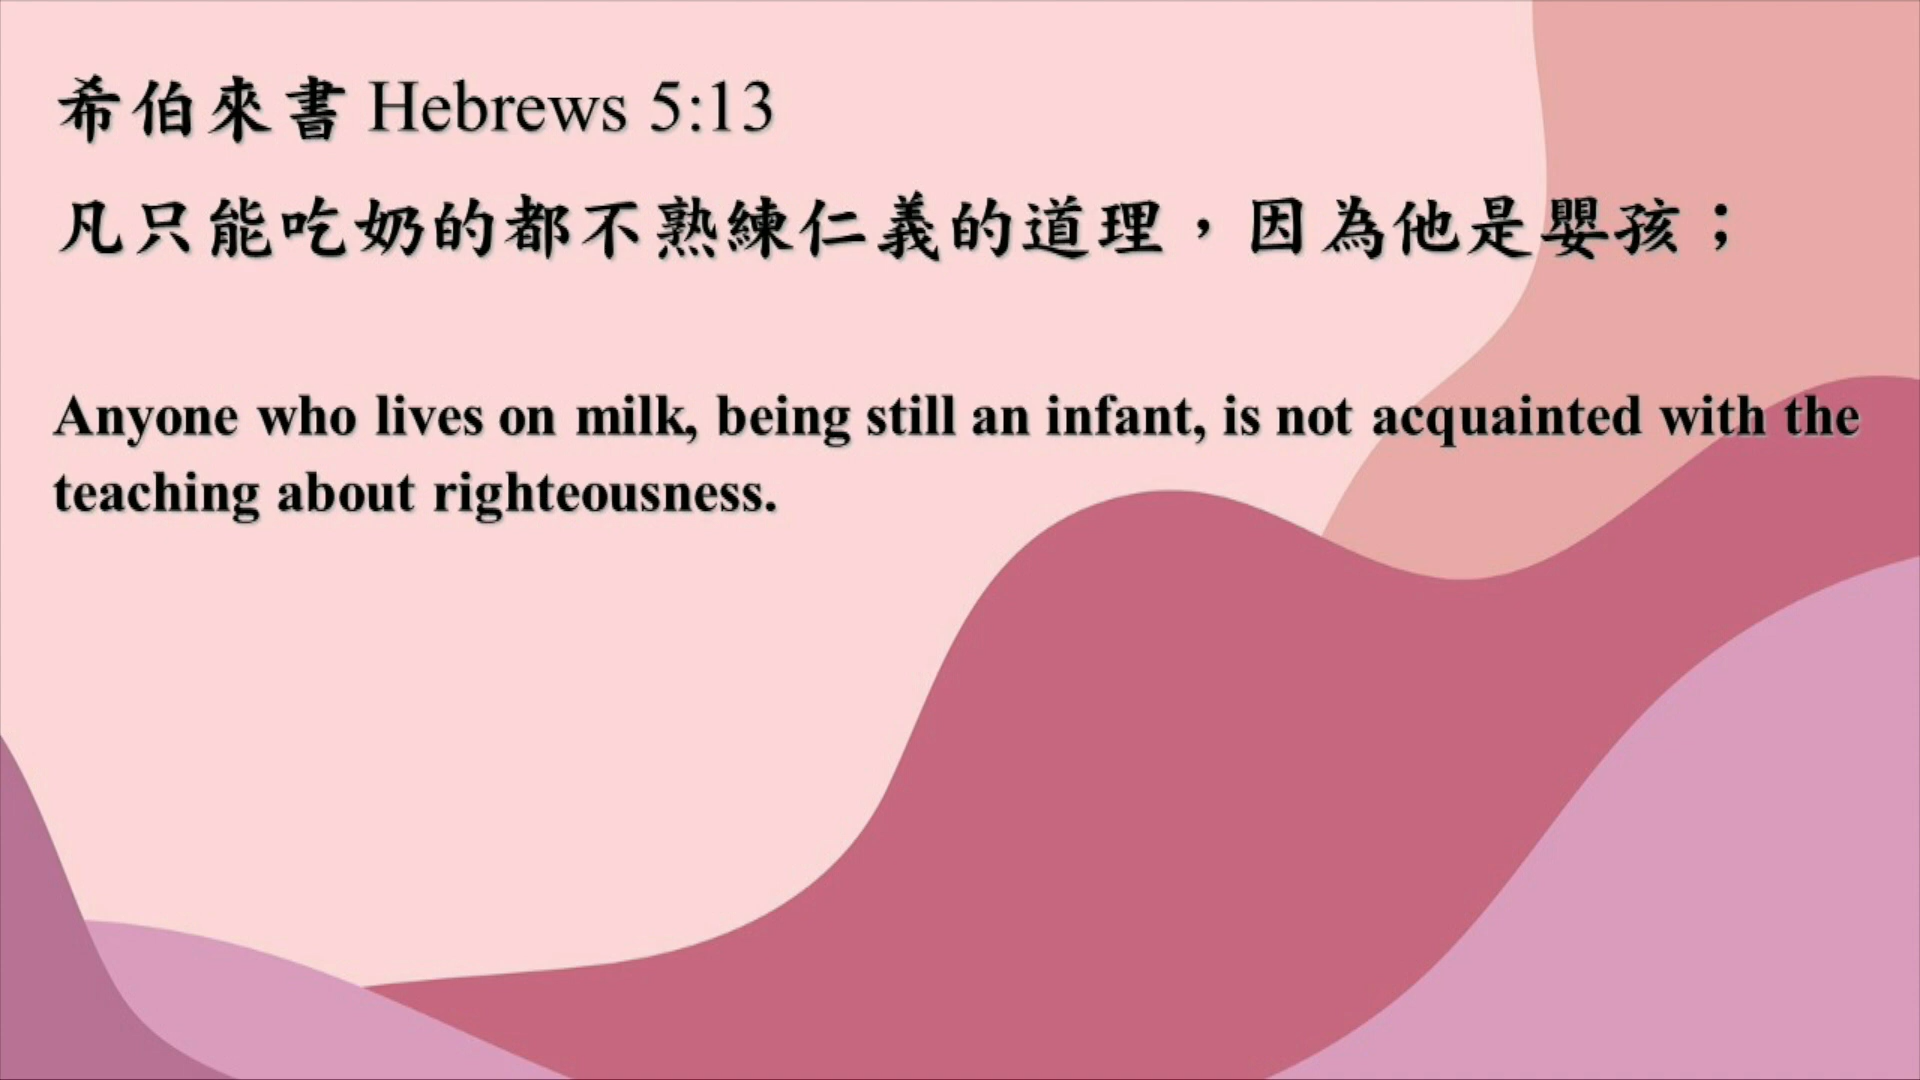 希伯來書 Hebrews 5:13
凡只能吃奶的都不熟練仁義的道理，因為他是嬰孩；
Anyone who lives on milk, being still an infant, is not acquainted with the
teaching about righteousness.